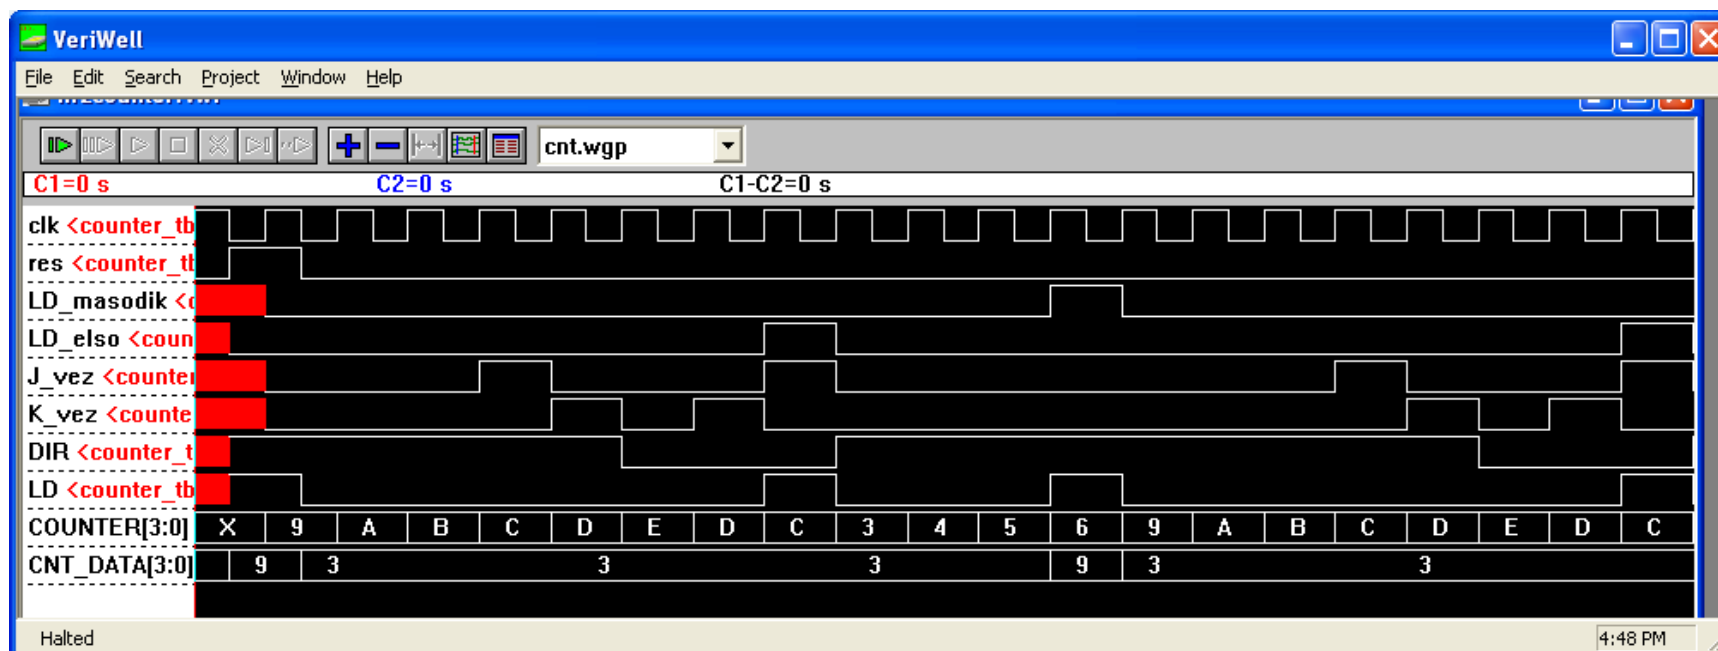 VeriWell
File Edit Search Project Window Help
cnt.wgp
C1=0 s C2=0 s C1-C2=0 s
clk <counter_tb
res <counter_tl
LD_masodik <c
LD_elso <coun
J_vez <counter
K_vez <counte
DIR <counter_t
LD <counter_tb
COUNTER[3:0] X 9 A B C D E D C 3 4 5 6 9 A B C D E D C
CNT_DATA[3:0] 9 3 3 3 9 3 3
Halted 4:48 PM